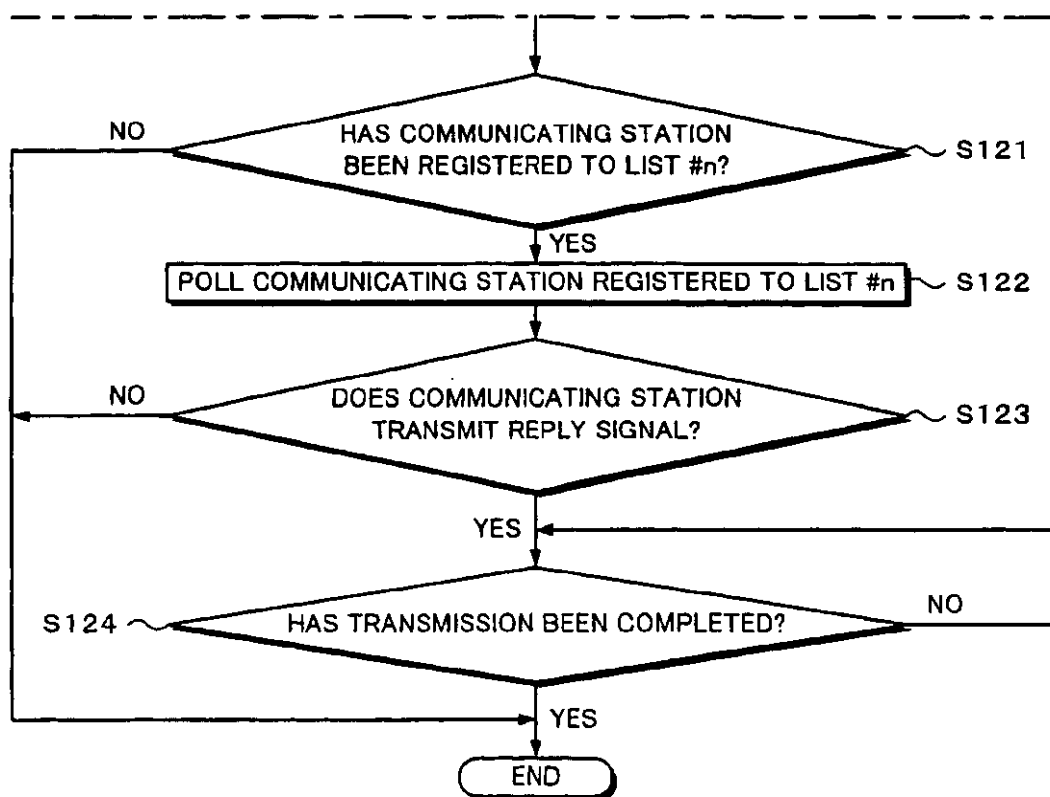 NO
HAS COMMUNICATING STATION
BEEN REGISTERED TO LIST #n?
S121
YES
POLL COMMUNICATING STATION REGISTERED TO LIST #n
S122
NO
DOES COMMUNICATING STATION
TRANSMIT REPLY SIGNAL?
S123
YES
S124
HAS TRANSMISSION BEEN COMPLETED?
NO
YES
END